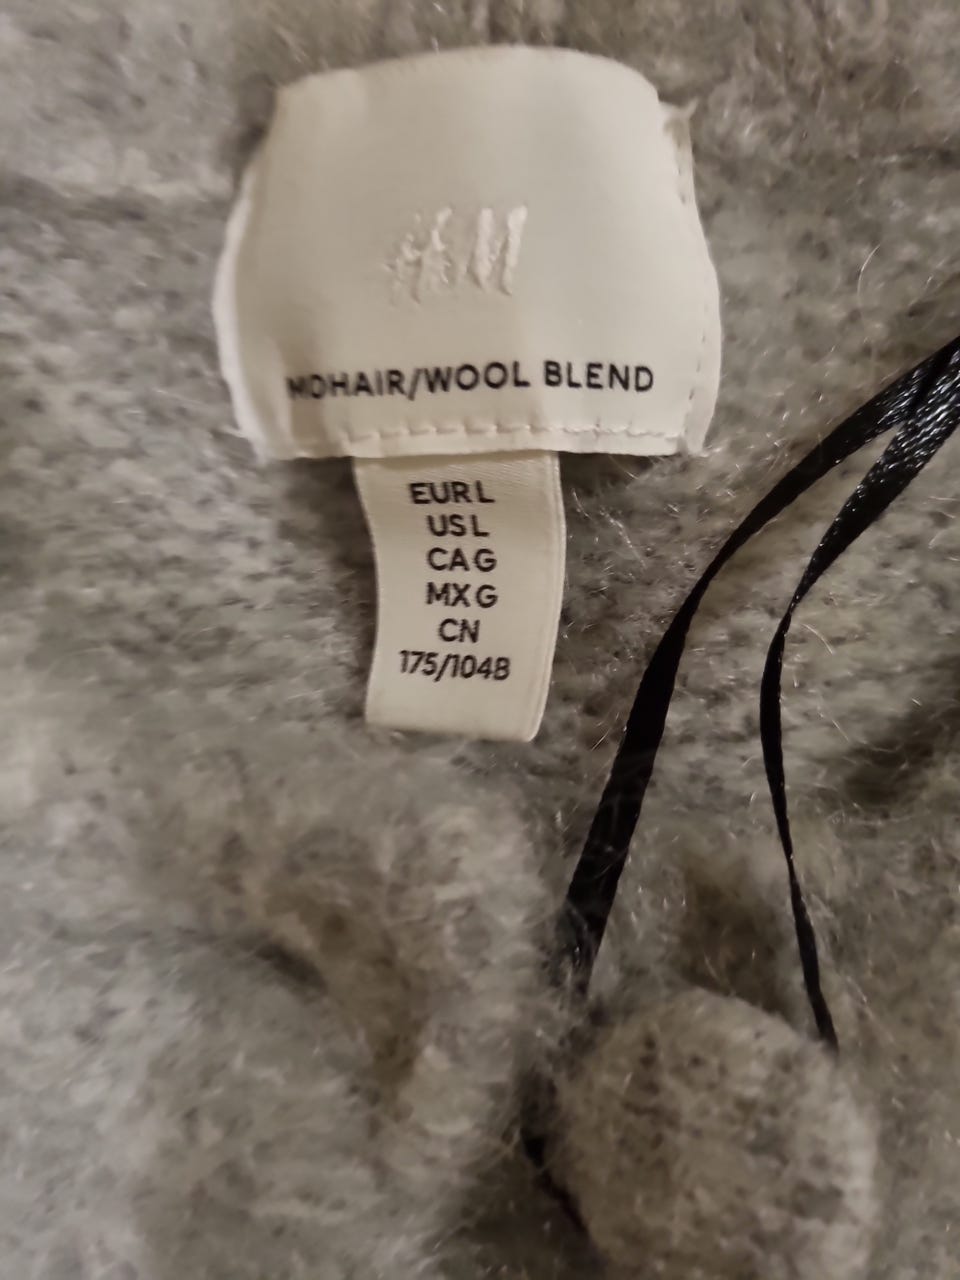 H&M
MOHAIR/WOOL BLEND
EUR L
US L
CA G
MX G
CN
175/104B